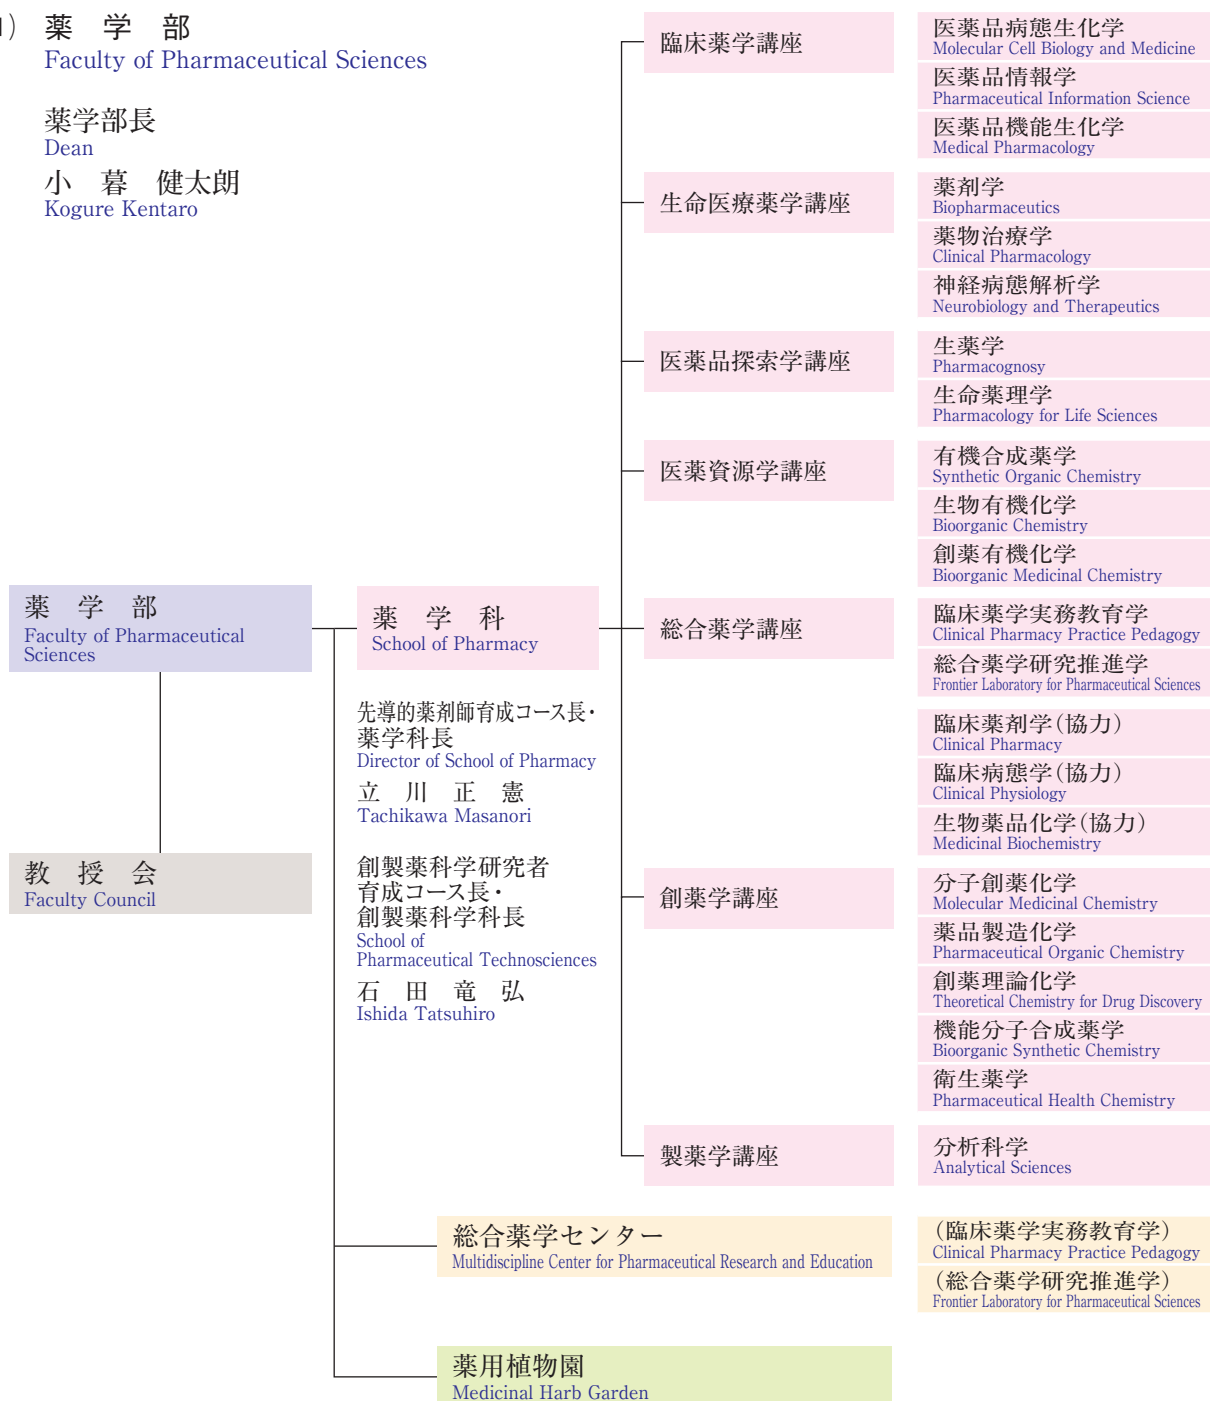 1) 薬 学 部
Faculty of Pharmaceutical Sciences
薬学部長
Dean
小 暮 健太朗
Kogure Kentaro
薬 学 部
Faculty of Pharmaceutical
Sciences
教 授 会
Faculty Council
薬 学 科
School of Pharmacy
先導的薬剤師育成コース長・
薬学科長
Director of School of Pharmacy
立 川 正 憲
Tachikawa Masanori
創製薬科学研究者
育成コース長・
創製薬科学科長
School of
Pharmaceutical Technosciences
石 田 竜 弘
Ishida Tatsuhiro
臨床薬学講座
医薬品病態生化学
Molecular Cell Biology and Medicine
医薬品情報学
Pharmaceutical Information Science
医薬品機能生化学
Medical Pharmacology
生命医療薬学講座
薬剤学
Biopharmaceutics
薬物治療学
Clinical Pharmacology
神経病態解析学
Neurobiology and Therapeutics
医薬品探索学講座
生薬学
Pharmacognosy
生命薬理学
Pharmacology for Life Sciences
医薬資源学講座
有機合成薬学
Synthetic Organic Chemistry
生物有機化学
Bioorganic Chemistry
創薬有機化学
Bioorganic Medicinal Chemistry
総合薬学講座
臨床薬学実務教育学
Clinical Pharmacy Practice Pedagogy
総合薬学研究推進学
Frontier Laboratory for Pharmaceutical Sciences
臨床薬剤学(協力)
Clinical Pharmacy
臨床病態学(協力)
Clinical Physiology
生物薬品化学(協力)
Medicinal Biochemistry
創薬学講座
分子創薬化学
Molecular Medicinal Chemistry
薬品製造化学
Pharmaceutical Organic Chemistry
創薬理論化学
Theoretical Chemistry for Drug Discovery
機能分子合成薬学
Bioorganic Synthetic Chemistry
衛生薬学
Pharmaceutical Health Chemistry
製薬学講座
分析科学
Analytical Sciences
総合薬学センター
Multidiscipline Center for Pharmaceutical Research and Education
(臨床薬学実務教育学)
Clinical Pharmacy Practice Pedagogy
(総合薬学研究推進学)
Frontier Laboratory for Pharmaceutical Sciences
薬用植物園
Medicinal Harb Garden